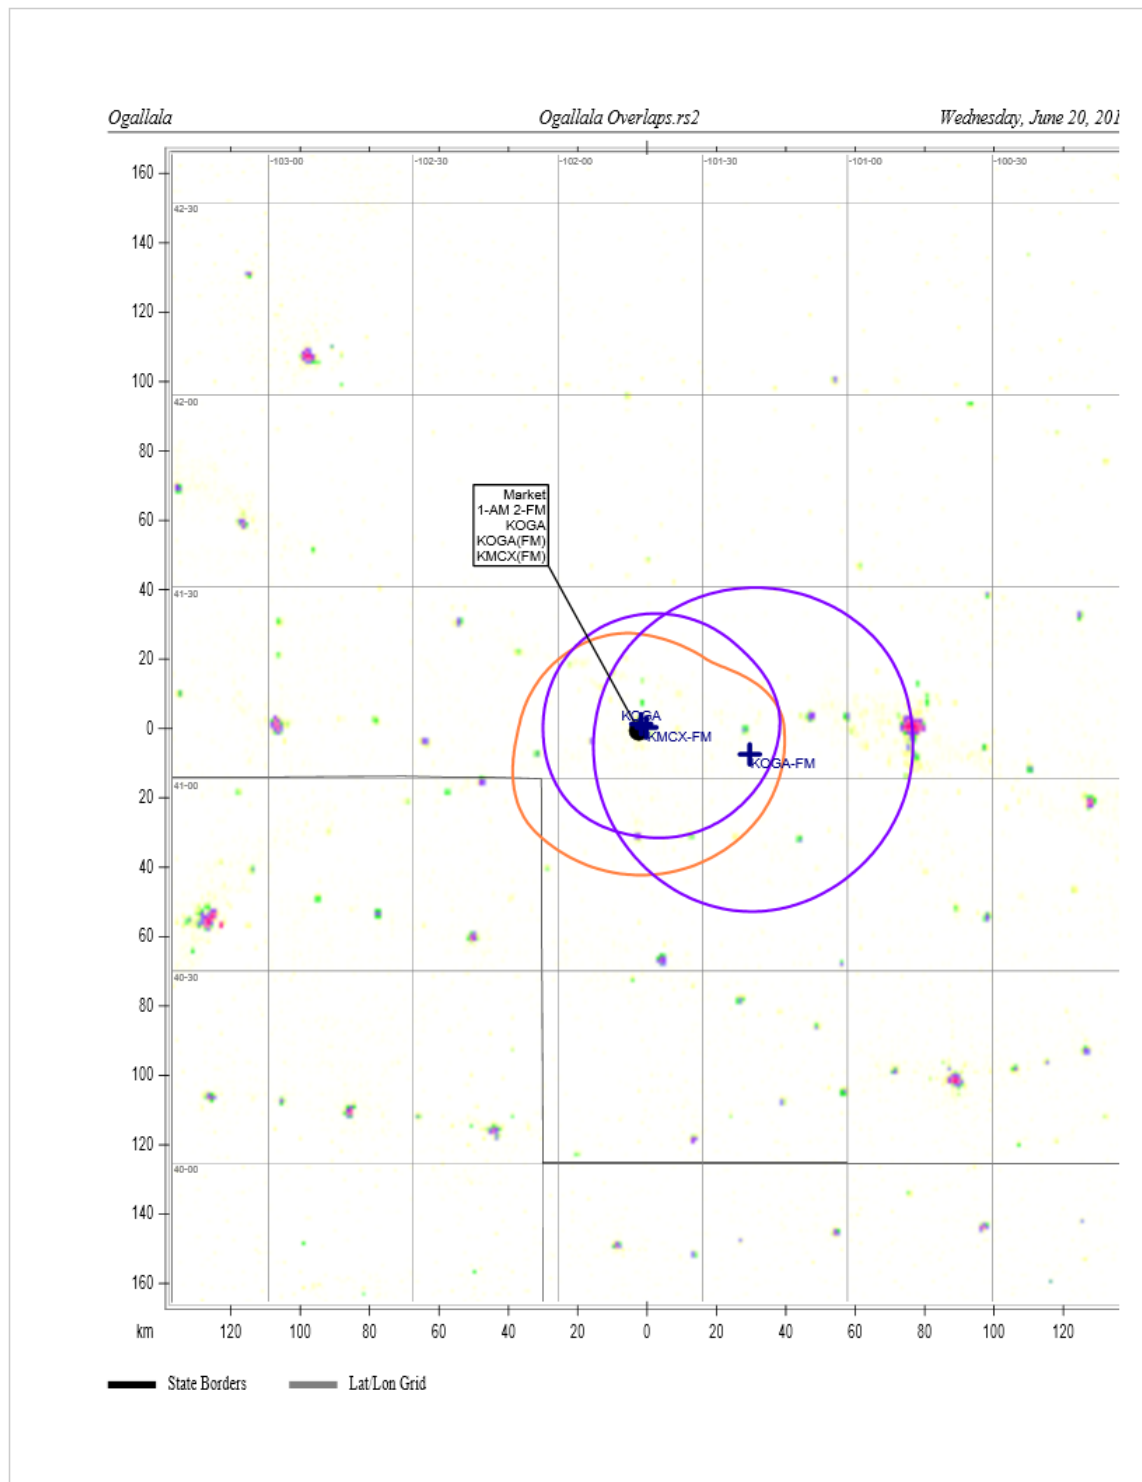 Ogallala Ogallala Overlaps.rs2 Wednesday, June 20, 201
-103-00 -102-30 -102-00 -101-30 -101-00 -100-30
160
42-30
140
120
100
42-00
80
Market
1-AM 2-FM
KOGA
KOGA(FM)
KMCX(FM)
60
40
41-30
20
KOGA
0
KMCX-FM
KOGA-FM
41-00
20
40
60
40-30
80
100
120
40-00
140
160
km 120 100 80 60 40 20 0 20 40 60 80 100 120
State Borders Lat/Lon Grid